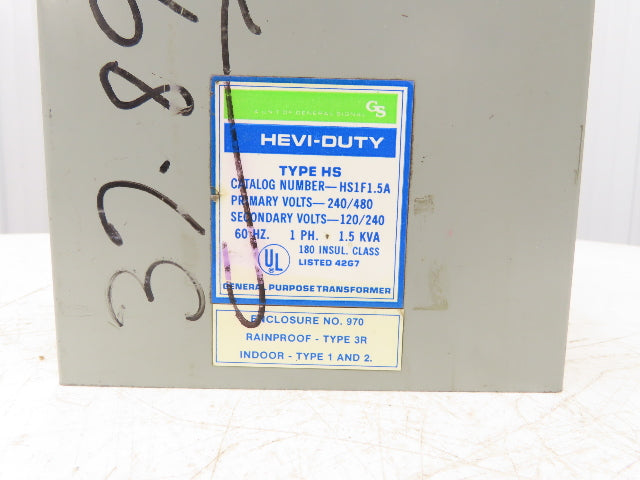 37.89
A UNIT OF GENERAL SIGNAL
GS
HEVI-DUTY
TYPE HS
CATALOG NUMBER—HS1F1.5A
PRIMARY VOLTS—240/480
SECONDARY VOLTS—120/240
60 HZ. 1 PH. 1.5 KVA
180 INSUL. CLASS
UL
LISTED 42G7
GENERAL PURPOSE TRANSFORMER
ENCLOSURE NO. 970
RAINPROOF - TYPE 3R
INDOOR - TYPE 1 AND 2.